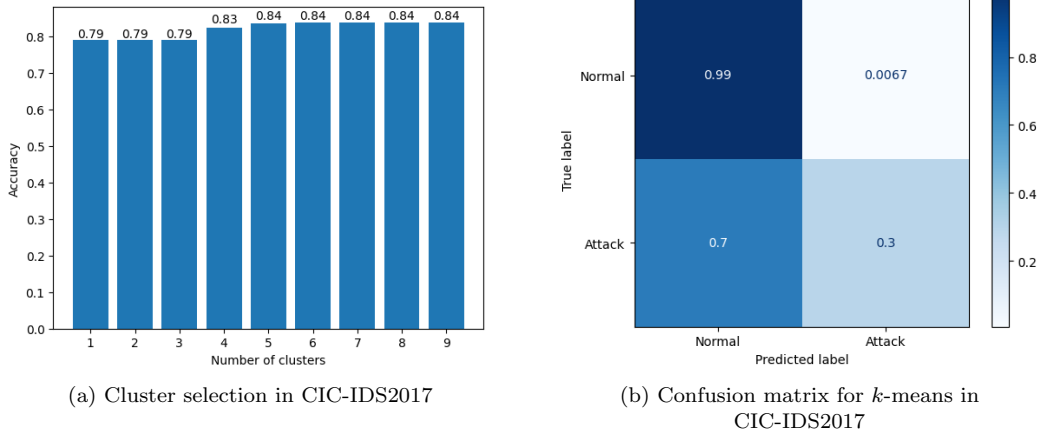 0.79 0.79 0.79 0.83 0.84 0.84 0.84 0.84 0.84
0.8
0.7
0.6
0.5
0.4
0.3
0.2
0.1
0.0
Accuracy
1 2 3 4 5 6 7 8 9
Number of clusters
(a) Cluster selection in CIC-IDS2017
True label
Normal
0.99 0.0067
Attack
0.7 0.3
Normal Attack
Predicted label
0.8
0.6
0.4
0.2
(b) Confusion matrix for k-means in
CIC-IDS2017